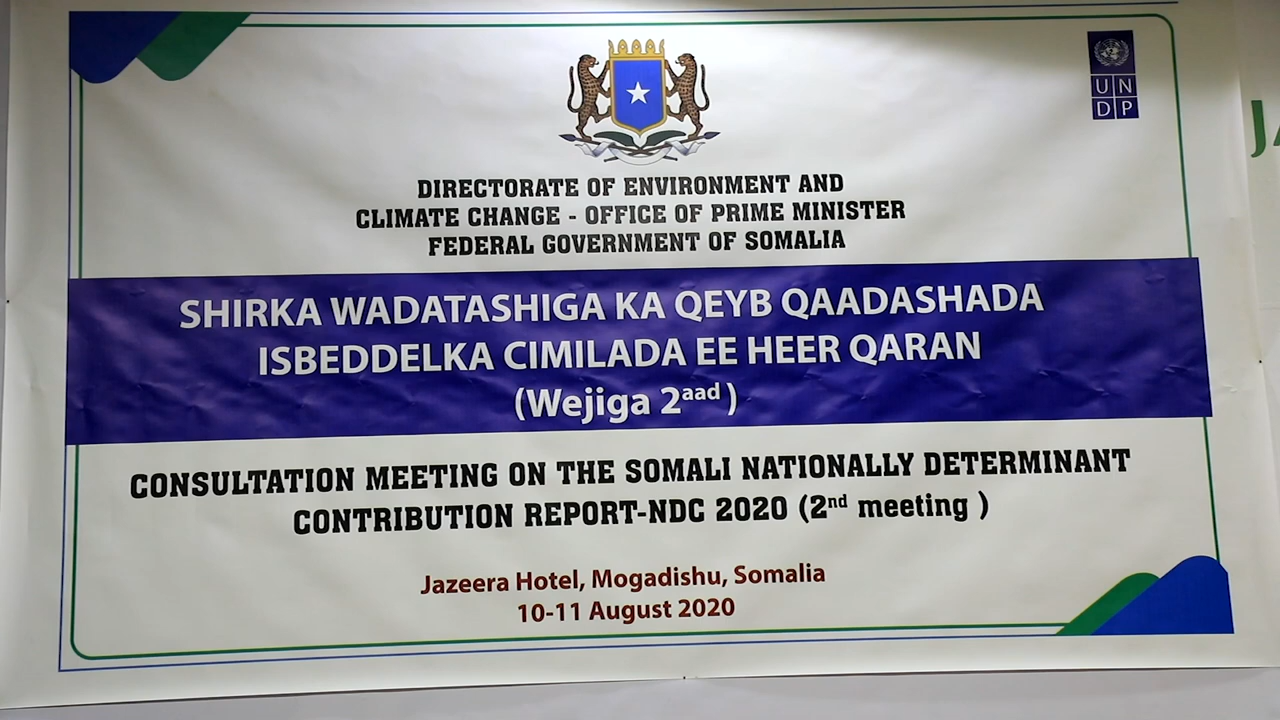 UN
DP
DIRECTORATE OF ENVIRONMENT AND
CLIMATE CHANGE - OFFICE OF PRIME MINISTER
FEDERAL GOVERNMENT OF SOMALIA
SHIRKA WADATASHIGA KA QEYB QAADASHADA
ISBEDDELKA CIMILADA EE HEER QARAN
(Wejiga 2aad)
CONSULTATION MEETING ON THE SOMALI NATIONALLY DETERMINANT
CONTRIBUTION REPORT-NDC 2020 (2nd meeting )
Jazeera Hotel, Mogadishu, Somalia
10-11 August 2020